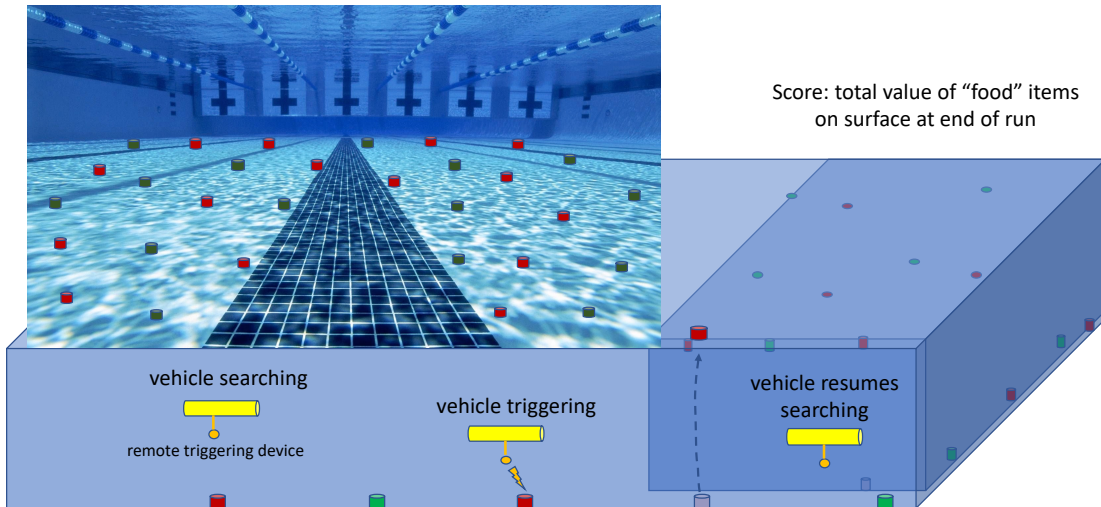 Score: total value of “food” items
on surface at end of run
vehicle searching
remote triggering device
vehicle triggering
vehicle resumes
searching